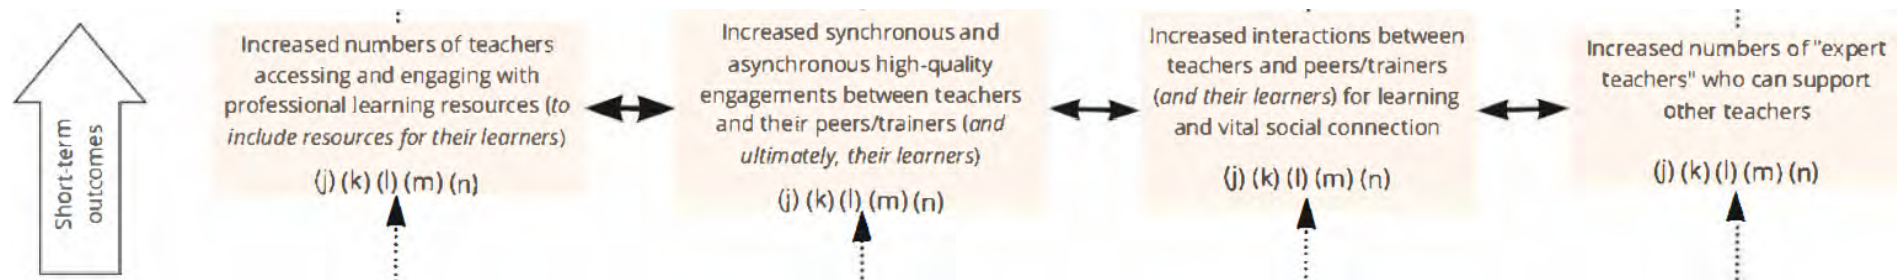 Short-term
outcomes
Increased numbers of teachers
accessing and engaging with
professional learning resources (to
include resources for their learners)
(j) (k) (l) (m) (n)
Increased synchronous and
asynchronous high-quality
engagements between teachers
and their peers/trainers (and
ultimately, their learners)
(j) (k) (l) (m) (n)
Increased interactions between
teachers and peers/trainers
(and their learners) for learning
and vital social connection
(j) (k) (l) (m) (n)
Increased numbers of "expert
teachers" who can support
other teachers
(j) (k) (l) (m) (n)